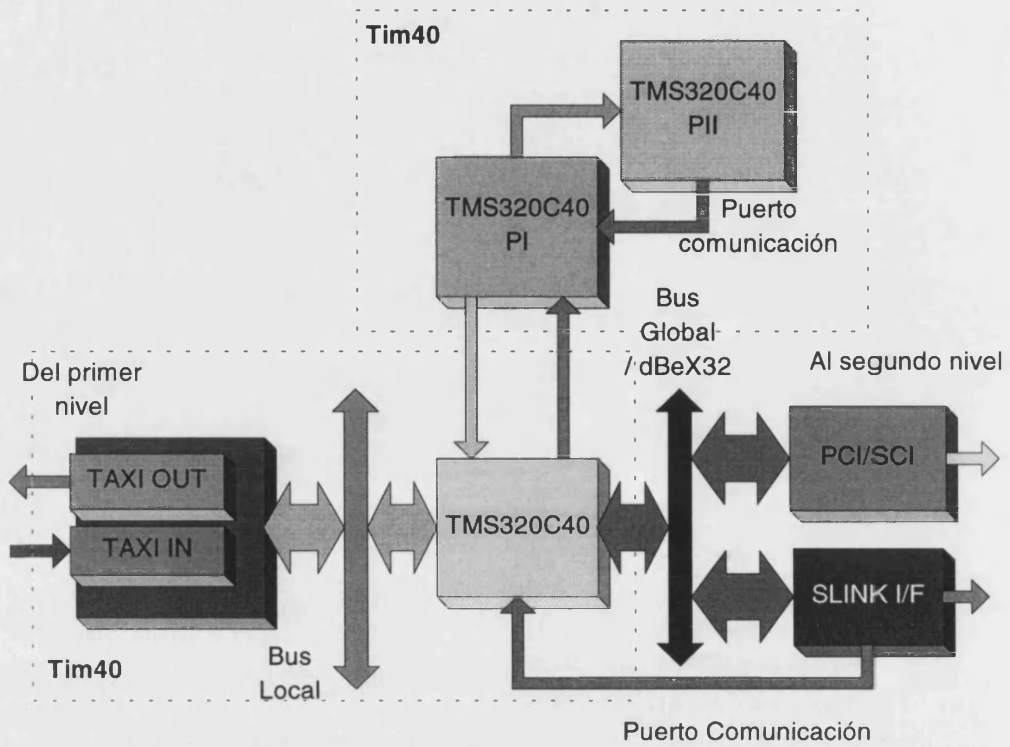 Tim40
TMS320C40
PII
TMS320C40
PI
Puerto
comunicación
Bus
Global
/ dBeX32
Al segundo nivel
Del primer
nivel
TAXI OUT
TAXI IN
TMS320C40
PCI/SCI
SLINK I/F
Tim40
Bus
Local
Puerto Comunicación